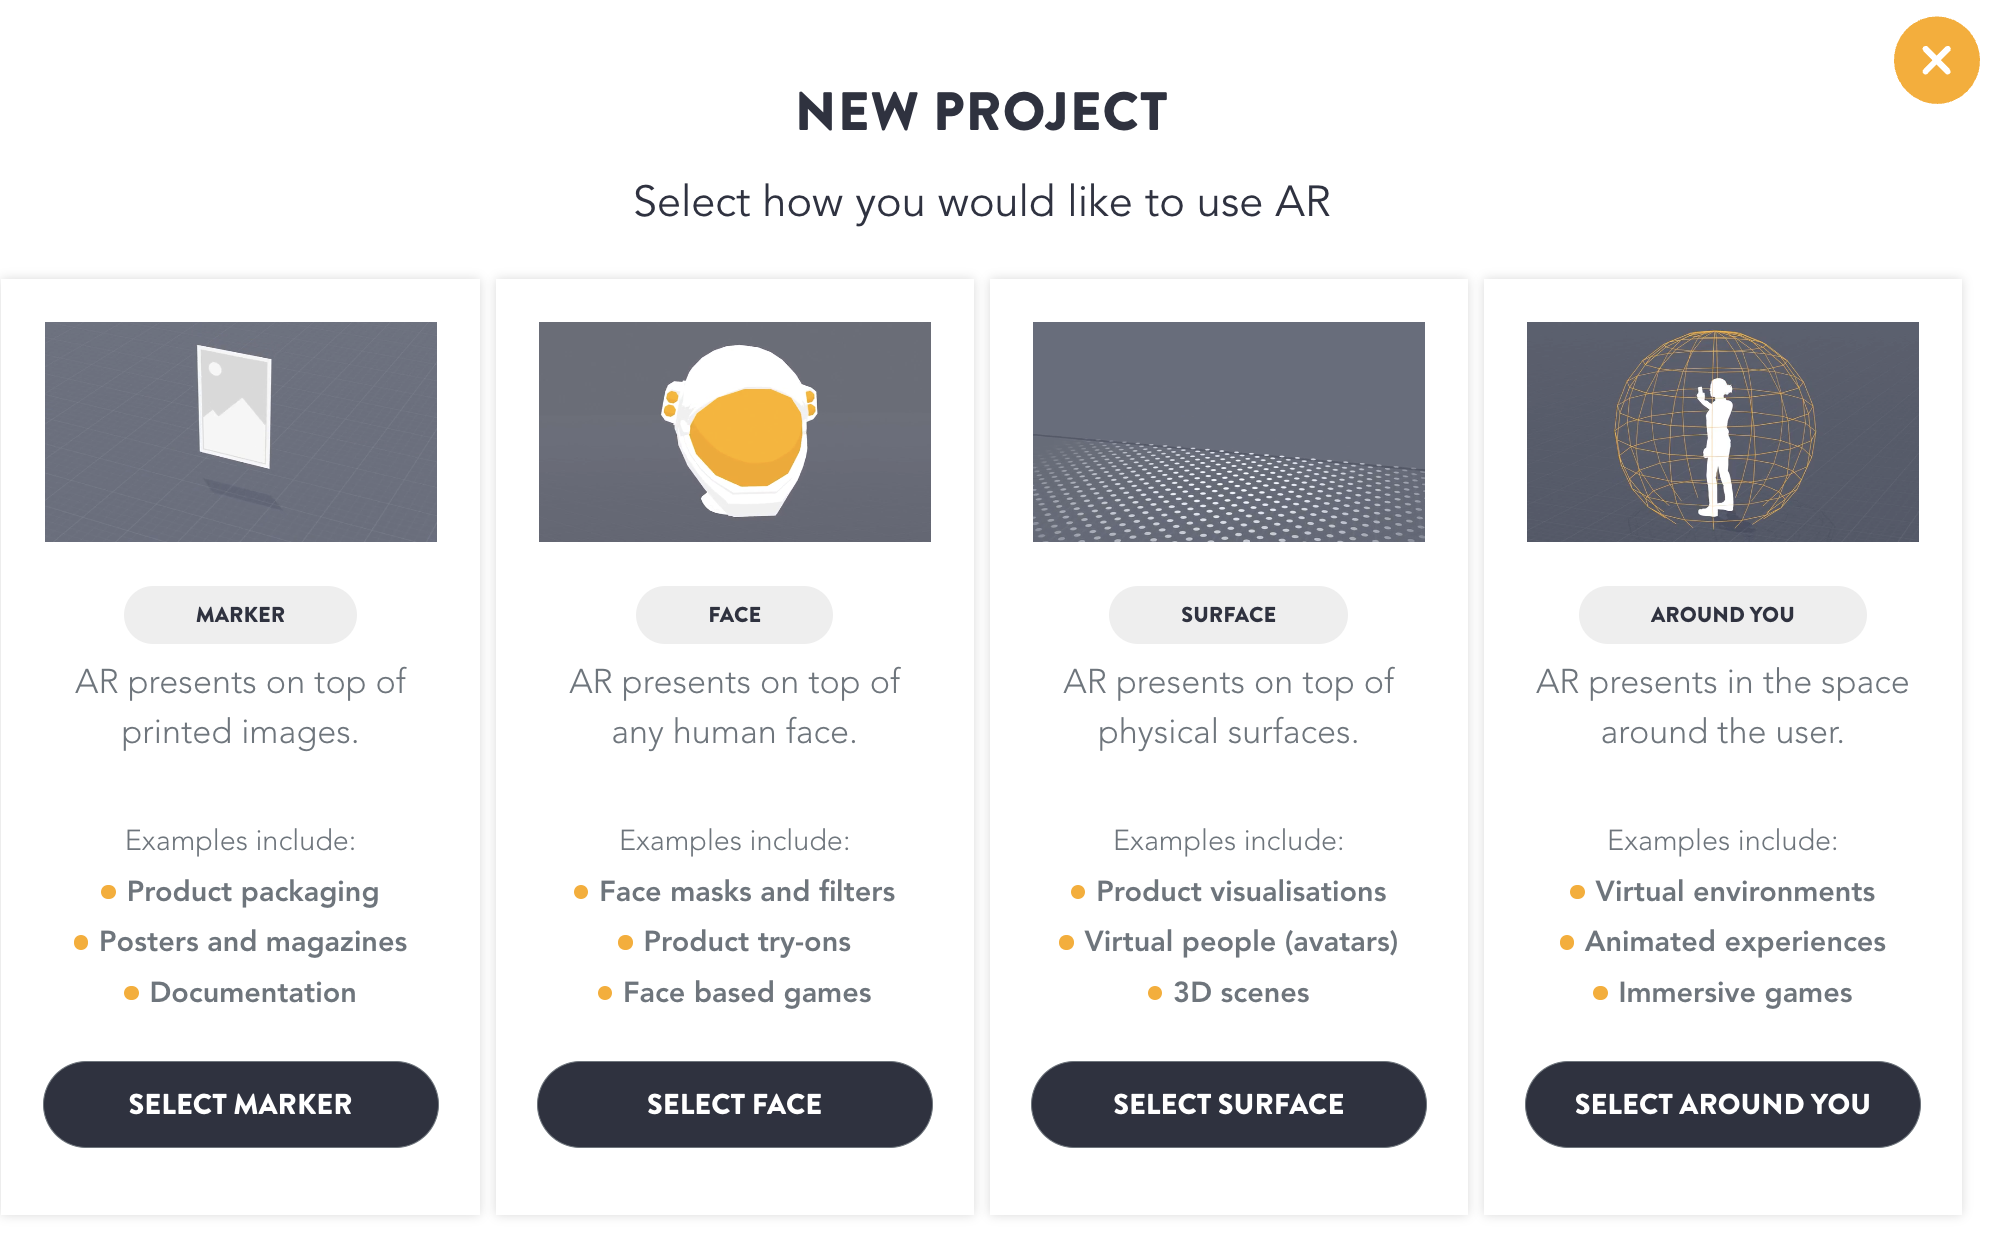 NEW PROJECT
Select how you would like to use AR
MARKER
AR presents on top of
printed images.
Examples include:
Product packaging
Posters and magazines
Documentation
SELECT MARKER
FACE
AR presents on top of
any human face.
Examples include:
Face masks and filters
Product try-ons
Face based games
SELECT FACE
SURFACE
AR presents on top of
physical surfaces.
Examples include:
Product visualisations
Virtual people (avatars)
3D scenes
SELECT SURFACE
AROUND YOU
AR presents in the space
around the user.
Examples include:
Virtual environments
Animated experiences
Immersive games
SELECT AROUND YOU